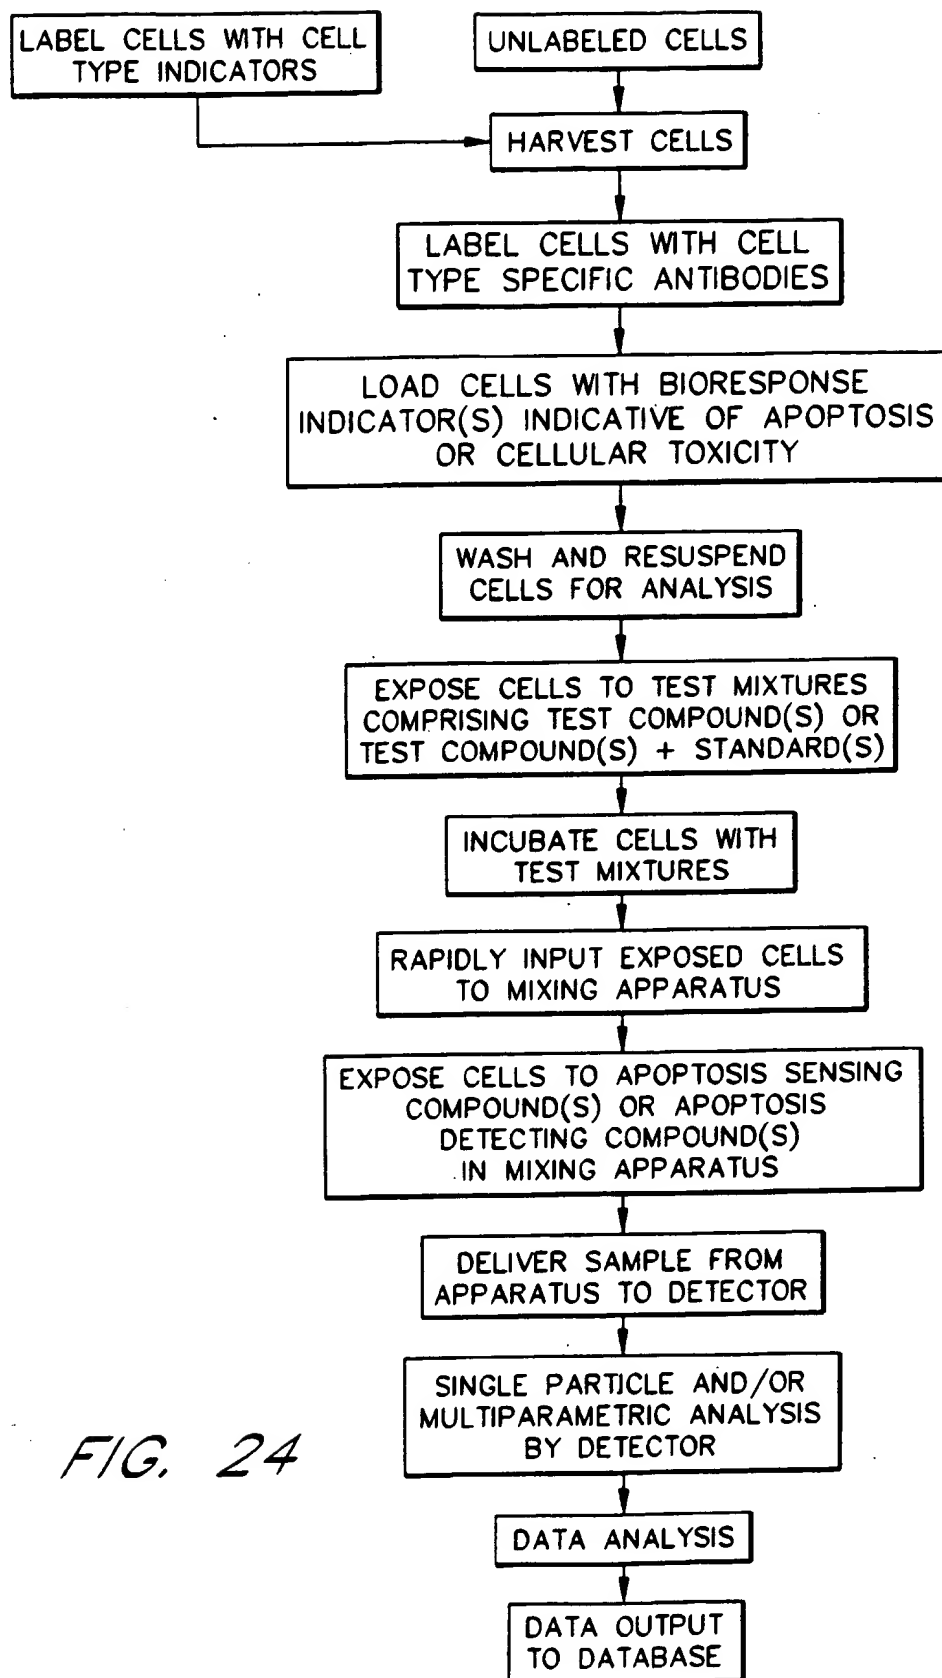 LABEL CELLS WITH CELL
TYPE INDICATORS
UNLABELED CELLS
HARVEST CELLS
LABEL CELLS WITH CELL
TYPE SPECIFIC ANTIBODIES
LOAD CELLS WITH BIORESPONSE
INDICATOR(S) INDICATIVE OF APOPTOSIS
OR CELLULAR TOXICITY
WASH AND RESUSPEND
CELLS FOR ANALYSIS
EXPOSE CELLS TO TEST MIXTURES
COMPRISING TEST COMPOUND(S) OR
TEST COMPOUND(S) + STANDARD(S)
INCUBATE CELLS WITH
TEST MIXTURES
RAPIDLY INPUT EXPOSED CELLS
TO MIXING APPARATUS
EXPOSE CELLS TO APOPTOSIS SENSING
COMPOUND(S) OR APOPTOSIS
DETECTING COMPOUND(S)
IN MIXING APPARATUS
DELIVER SAMPLE FROM
APPARATUS TO DETECTOR
SINGLE PARTICLE AND/OR
MULTIPARAMETRIC ANALYSIS
BY DETECTOR
FIG. 24
DATA ANALYSIS
DATA OUTPUT
TO DATABASE